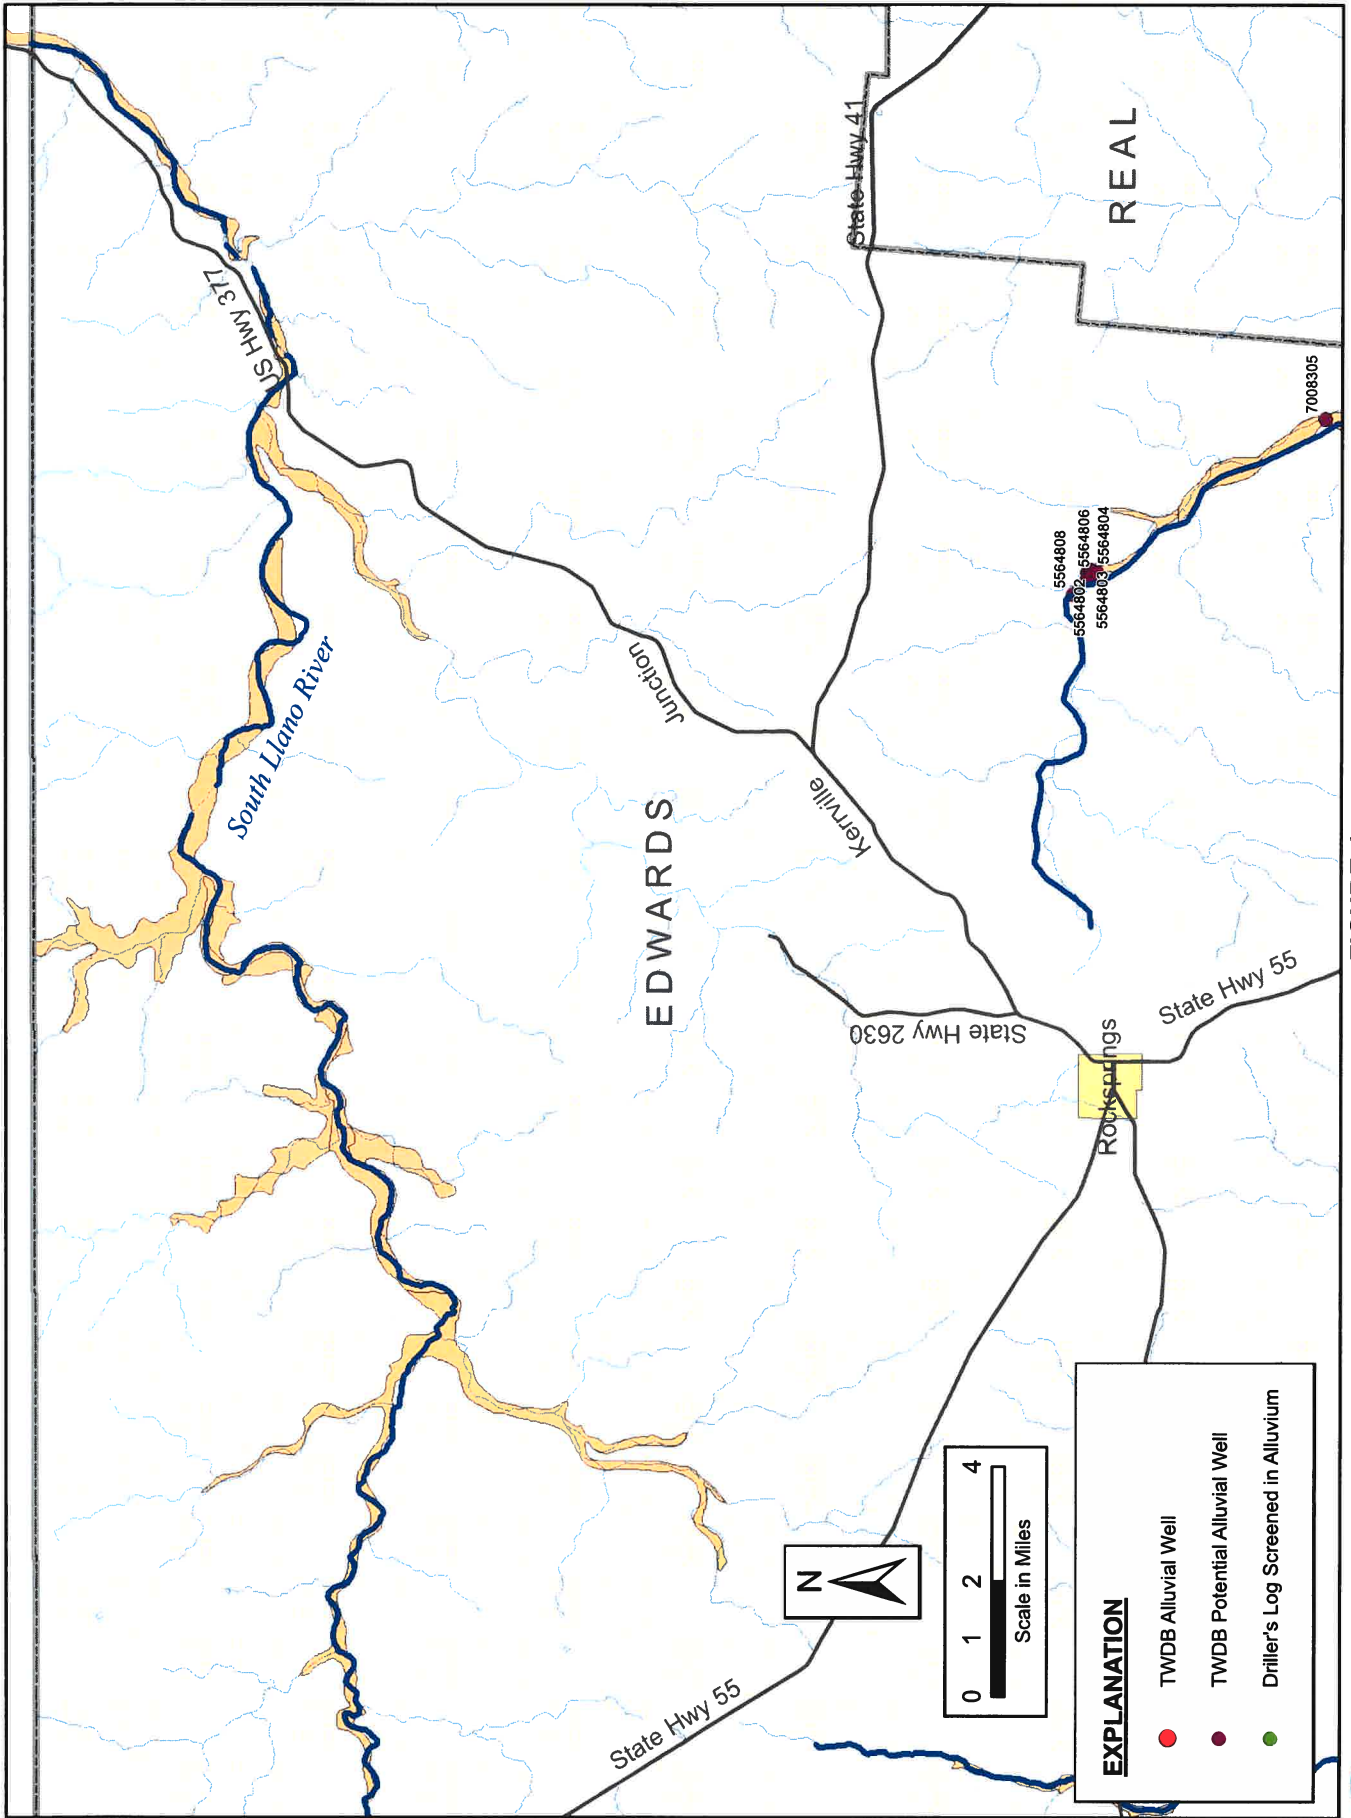 US Hwy 377
South Llano River
State Hwy 41
REAL
Junction
EDWARDS
Kerrville
State Hwy 2630
Rocksprings
State Hwy 55
State Hwy 55
5564808
5564802
5564806
5564803
5564804
7008305
N
0 1 2 4
Scale in Miles
EXPLANATION
TWDB Alluvial Well
TWDB Potential Alluvial Well
Driller's Log Screened in Alluvium